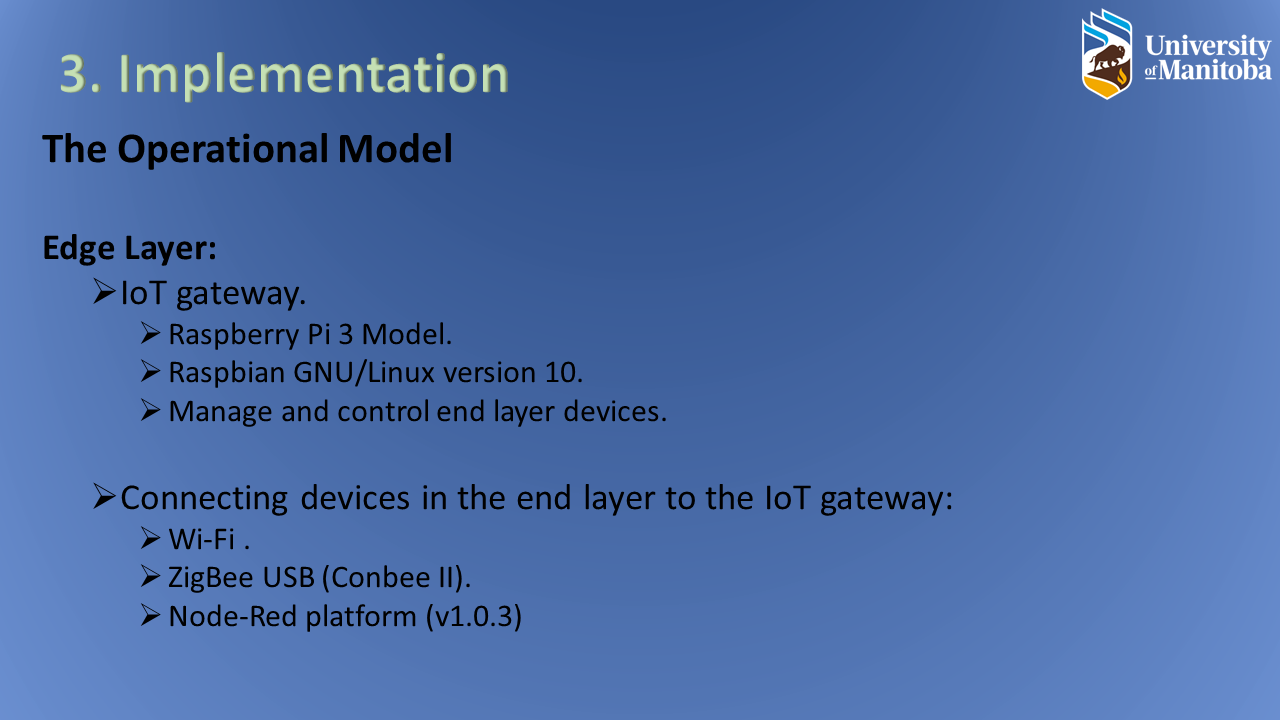 3. Implementation
University
of Manitoba
The Operational Model
Edge Layer:
➢IoT gateway.
➢Raspberry Pi 3 Model.
➢Raspbian GNU/Linux version 10.
➢Manage and control end layer devices.
➢Connecting devices in the end layer to the IoT gateway:
➢Wi-Fi .
➢ZigBee USB (Conbee II).
➢Node-Red platform (v1.0.3)